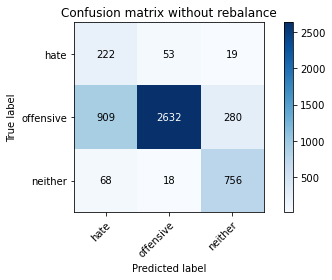 Confusion matrix without rebalance
hate 222 53 19
offensive 909 2632 280
neither 68 18 756
hate offensive neither
True label
Predicted label
2500
2000
1500
1000
500